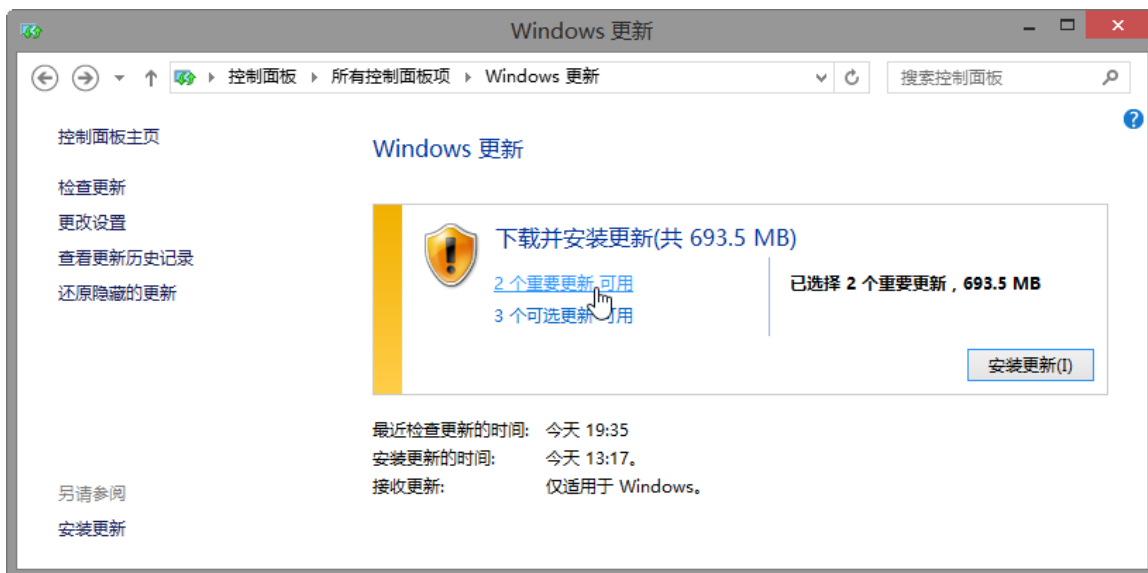 Windows 更新
控制面板 所有控制面板项 Windows 更新
搜索控制面板
控制面板主页
检查更新
更改设置
查看更新历史记录
还原隐藏的更新
另请参阅
安装更新
Windows 更新
下载并安装更新(共 693.5 MB)
2 个重要更新 可用
3 个可选更新 可用
已选择 2 个重要更新，693.5 MB
安装更新(I)
最近检查更新的时间: 今天 19:35
安装更新的时间: 今天 13:17。
接收更新: 仅适用于 Windows。